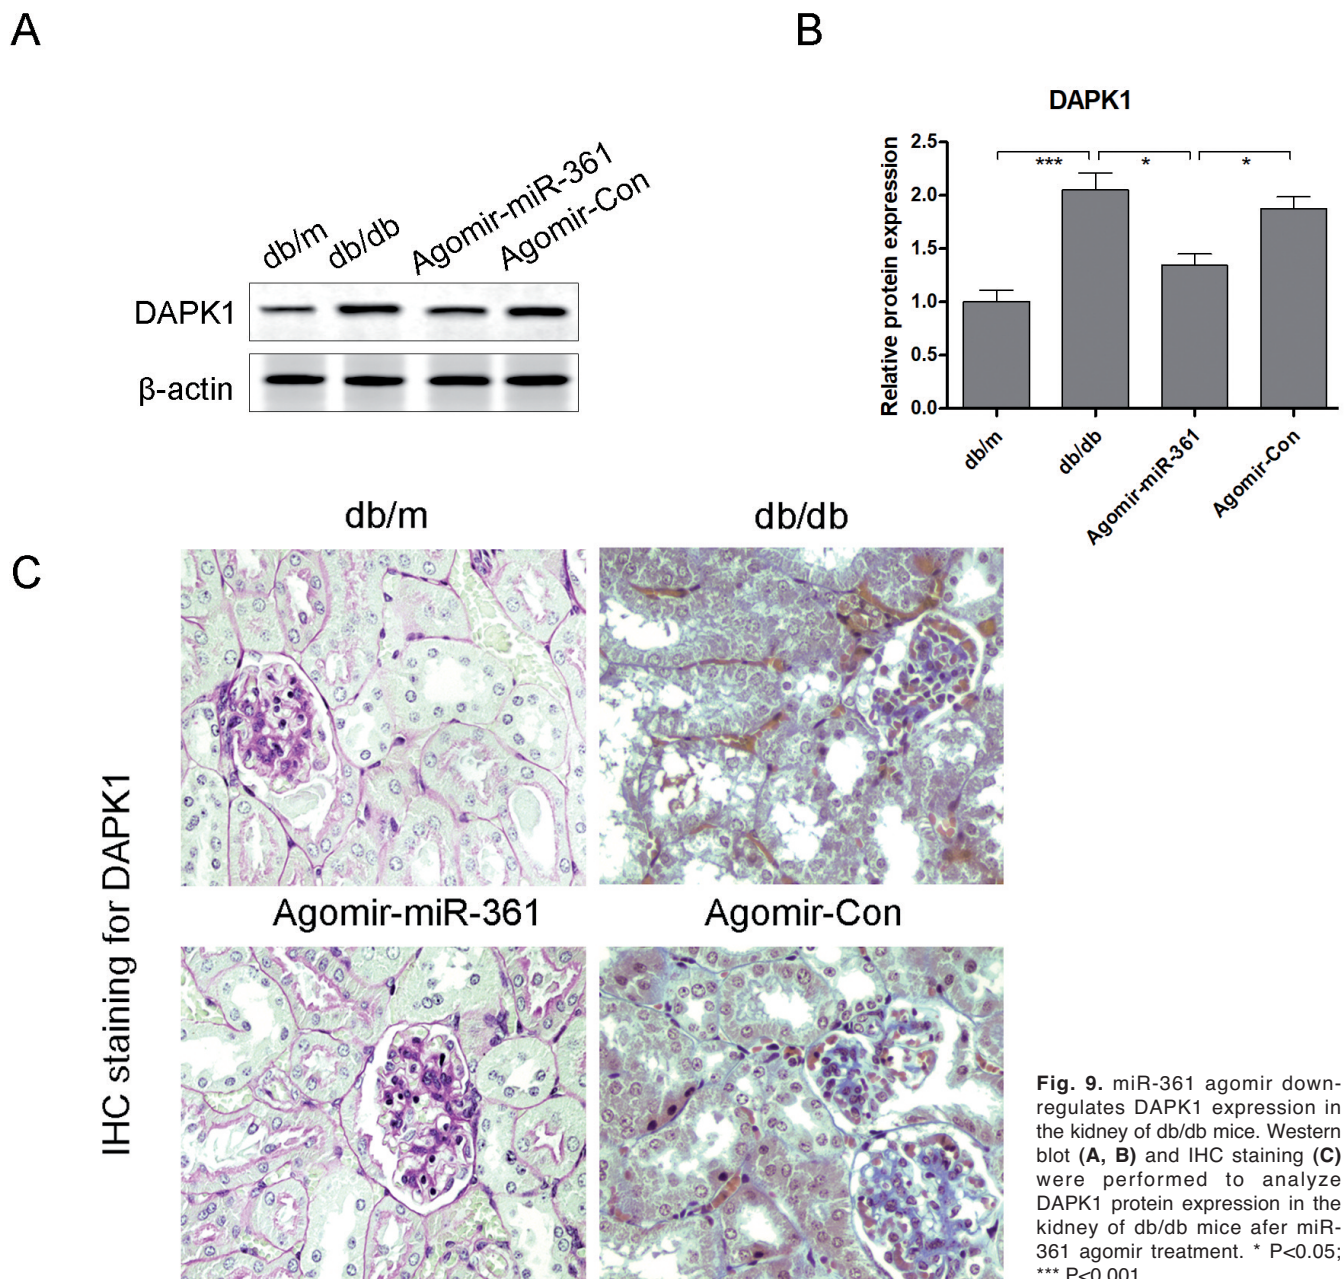 A
B
db/m
db/db
Agomir-miR-361
Agomir-Con
DAPK1
β-actin
DAPK1
Relative protein expression
2.5
2.0
1.5
1.0
0.5
0.0
***
*
*
db/m
db/db
Agomir-miR-361
Agomir-Con
C
IHC staining for DAPK1
db/m
db/db
Agomir-miR-361
Agomir-Con
Fig. 9. miR-361 agomir down-
regulates DAPK1 expression in
the kidney of db/db mice. Western
blot (A, B) and IHC staining (C)
were performed to analyze
DAPK1 protein expression in the
kidney of db/db mice afer miR-
361 agomir treatment. * P<0.05;
*** P<0.001